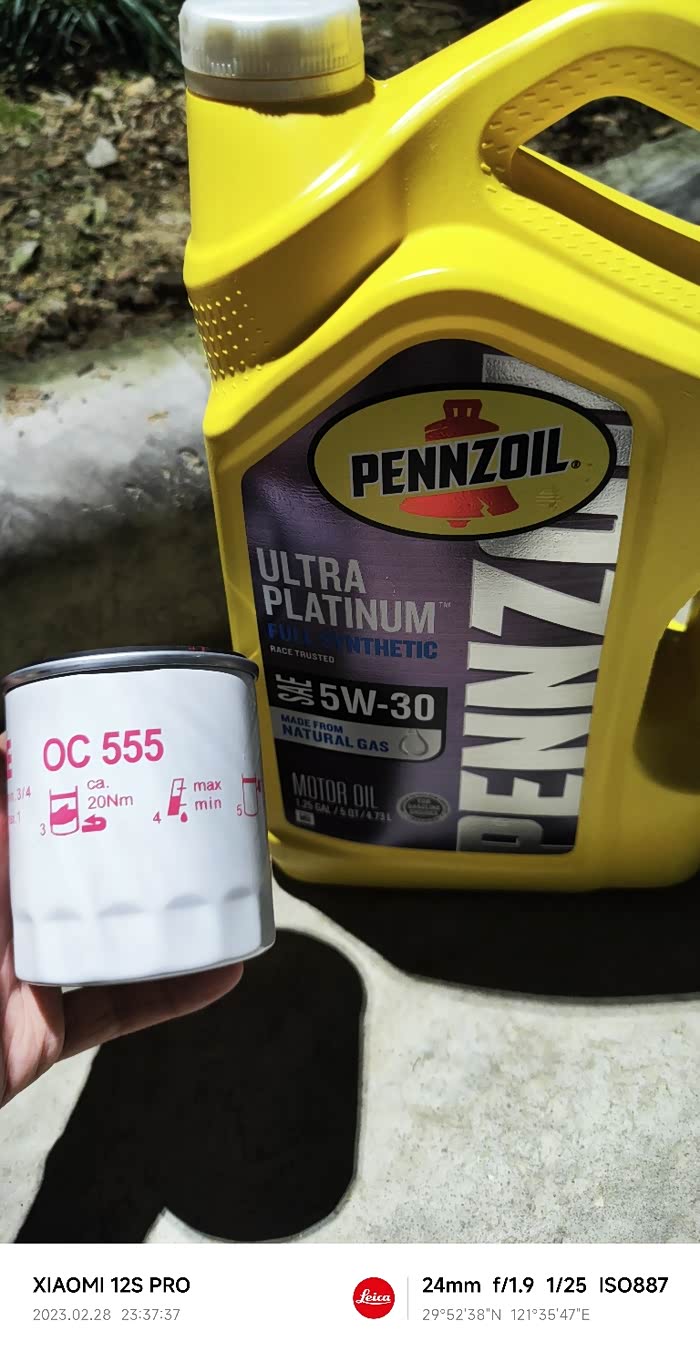 PENNZOIL®
ULTRA
PLATINUM™
FULL SYNTHETIC
RACE TRUSTED
SAE 5W-30
MADE FROM
NATURAL GAS
MOTOR OIL
1.25 GAL / 5 QT / 4.73 L
OC 555
3
ca.
20Nm
4
max
min
5
XIAOMI 12S PRO
2023.02.28 23:37:37
Leica
24mm f/1.9 1/25 ISO887
29°52'38"N 121°35'47"E